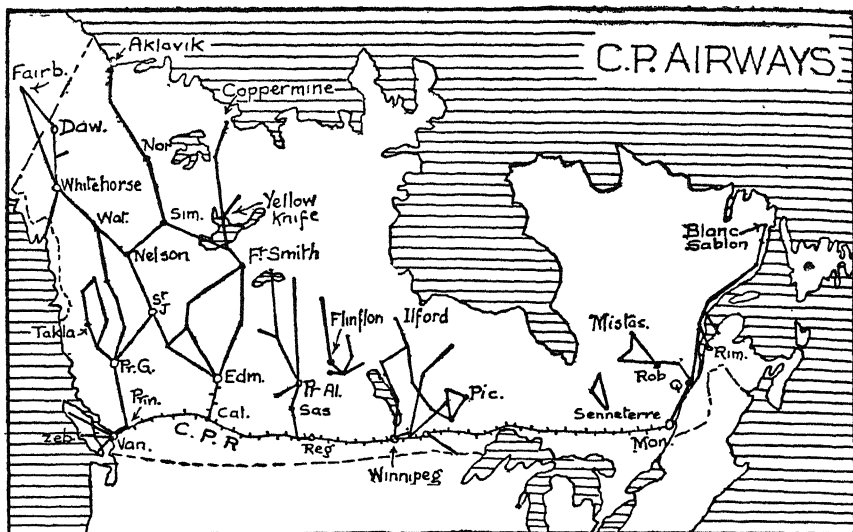 Aklavik
C.P. AIRWAYS
Fairb.
Coppermine
Daw.
Nor
Whitehorse
Yellow
Knife
Wat.
Sim.
Blanc
Sablon
Nelson
Ft Smith
St
J
Flinflon
Ilford
Mistas.
Takla
Rim.
Pr.G.
Edm.
Rob
Q
Pr Al.
Pic.
Prin.
Cal.
Sas
Senneterre
C.P.R
Zeb.
Van.
Reg
Mon.
Winnipeg